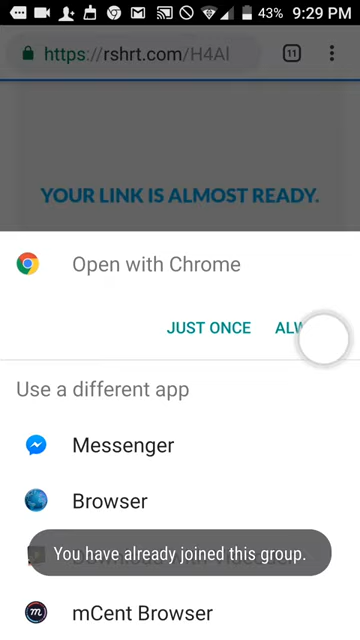 43% 9:29 PM
https://rshrt.com/H4Al
11
YOUR LINK IS ALMOST READY.
Open with Chrome
JUST ONCE
Use a different app
Messenger
Browser
You have already joined this group.
mCent Browser